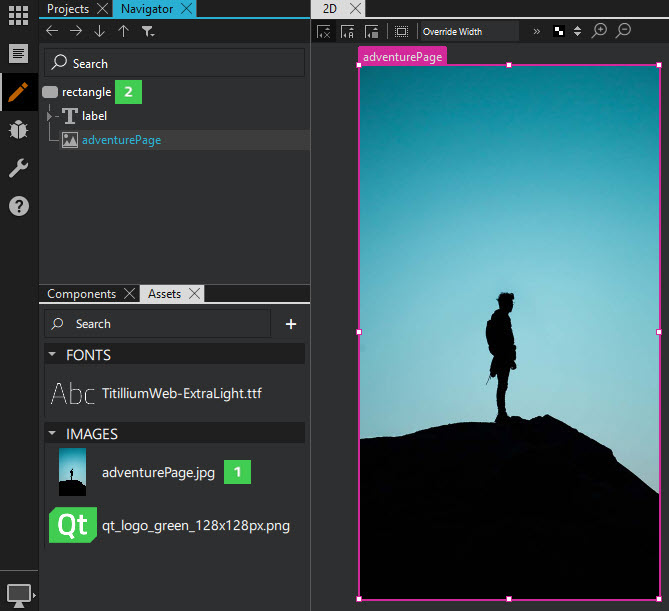 Projects
Navigator
2D
Override Width
»
Search
adventurePage
rectangle
2
label
adventurePage
Components
Assets
Search
+
FONTS
Abc
TitilliumWeb-ExtraLight.ttf
IMAGES
adventurePage.jpg
1
Qt
qt_logo_green_128x128px.png